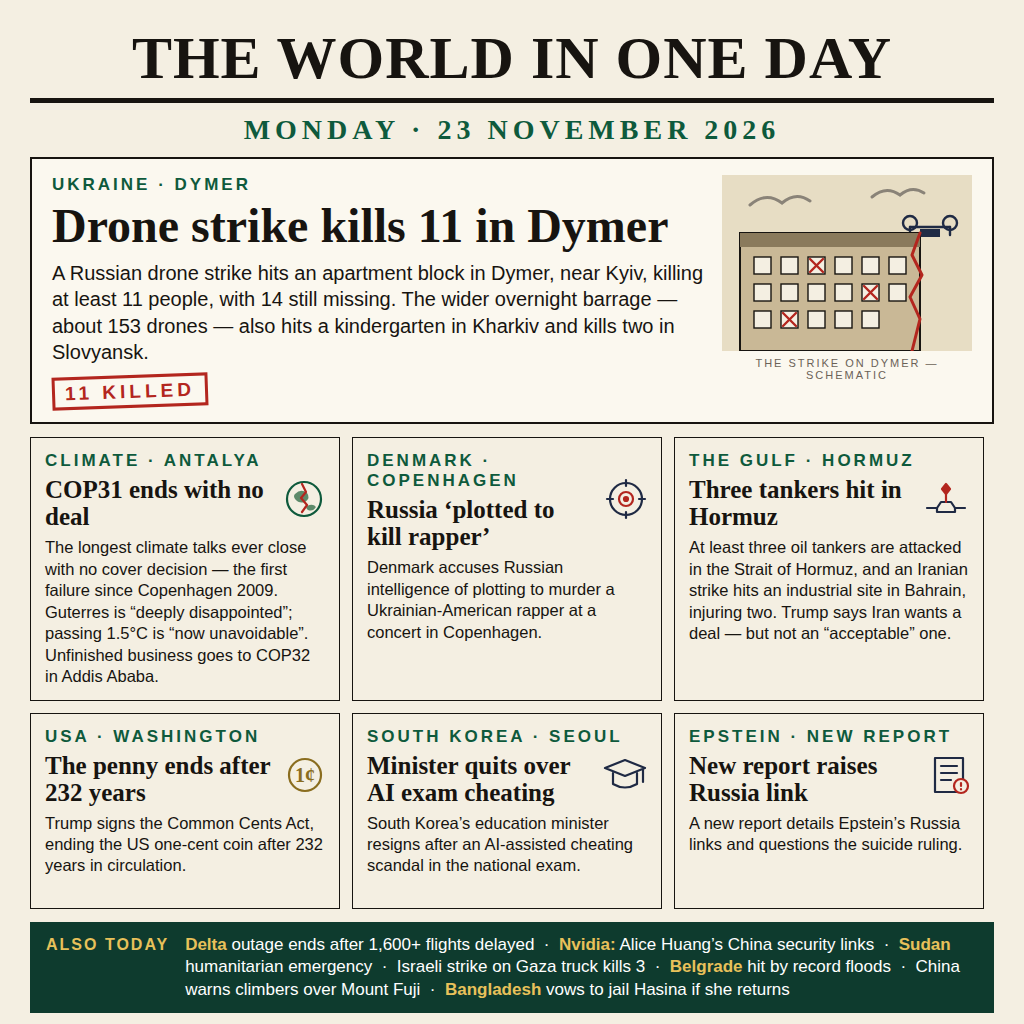 THE WORLD IN ONE DAY
MONDAY · 23 NOVEMBER 2026
UKRAINE · DYMER
Drone strike kills 11 in Dymer
A Russian drone strike hits an apartment block in Dymer, near Kyiv, killing
at least 11 people, with 14 still missing. The wider overnight barrage —
about 153 drones — also hits a kindergarten in Kharkiv and kills two in
Slovyansk.
11 KILLED
THE STRIKE ON DYMER —
SCHEMATIC
CLIMATE · ANTALYA
COP31 ends with no
deal
The longest climate talks ever close
with no cover decision — the first
failure since Copenhagen 2009.
Guterres is “deeply disappointed”;
passing 1.5°C is “now unavoidable”.
Unfinished business goes to COP32
in Addis Ababa.
DENMARK ·
COPENHAGEN
Russia ‘plotted to
kill rapper’
Denmark accuses Russian
intelligence of plotting to murder a
Ukrainian-American rapper at a
concert in Copenhagen.
THE GULF · HORMUZ
Three tankers hit in
Hormuz
At least three oil tankers are attacked
in the Strait of Hormuz, and an Iranian
strike hits an industrial site in Bahrain,
injuring two. Trump says Iran wants a
deal — but not an “acceptable” one.
USA · WASHINGTON
The penny ends after
232 years
1¢
Trump signs the Common Cents Act,
ending the US one-cent coin after 232
years in circulation.
SOUTH KOREA · SEOUL
Minister quits over
AI exam cheating
South Korea’s education minister
resigns after an AI-assisted cheating
scandal in the national exam.
EPSTEIN · NEW REPORT
New report raises
Russia link
!
A new report details Epstein’s Russia
links and questions the suicide ruling.
ALSO TODAY
Delta outage ends after 1,600+ flights delayed · Nvidia: Alice Huang’s China security links · Sudan
humanitarian emergency · Israeli strike on Gaza truck kills 3 · Belgrade hit by record floods · China
warns climbers over Mount Fuji · Bangladesh vows to jail Hasina if she returns